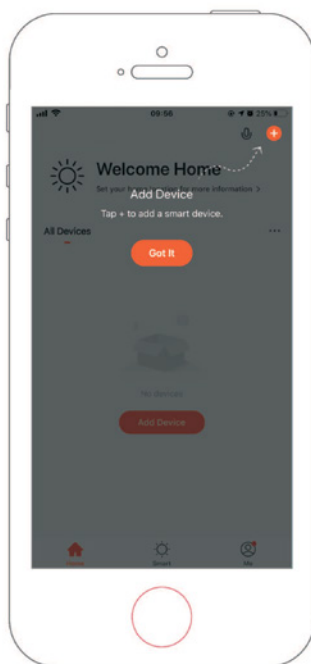 09:56
25%
+
Welcome Home
Set your home location for more information >
Add Device
Tap + to add a smart device.
Got It
All Devices
...
No devices
Add Device
Home
Smart
Me